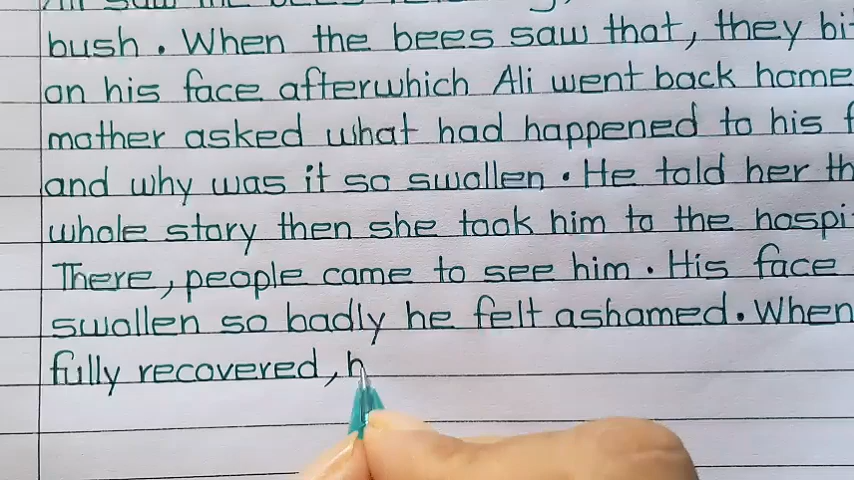 bush. When the bees saw that, they
on his face afterwhich Ali went back home
mother asked what had happened to his
and why was it so swollen. He told her
whole story then she took him to the
There, people came to see him. His face
swollen so badly he felt ashamed. When
fully recovered,